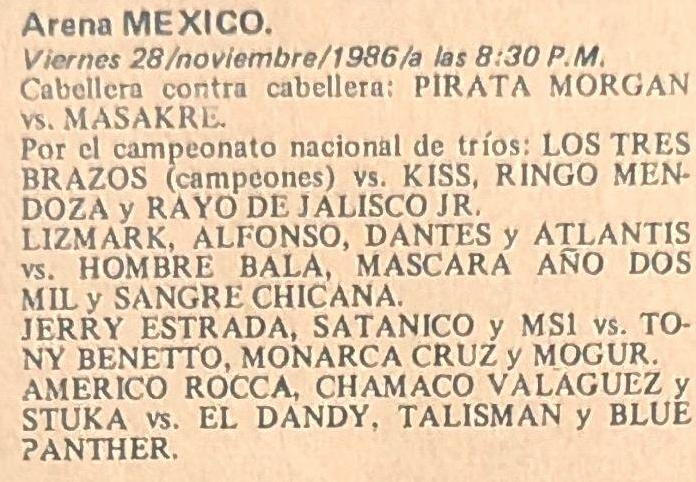 Arena MEXICO.
Viernes 28/noviembre/1986/a las 8:30 P.M.
Cabellera contra cabellera: PIRATA MORGAN
vs. MASAKRE.
Por el campeonato nacional de tríos: LOS TRES
BRAZOS (campeones) vs. KISS, RINGO MEN-
DOZA y RAYO DE JALISCO JR.
LIZMARK, ALFONSO, DANTES y ATLANTIS
vs. HOMBRE BALA, MASCARA AÑO DOS
MIL y SANGRE CHICANA.
JERRY ESTRADA, SATANICO y MS1 vs. TO-
NY BENETTO, MONARCA CRUZ y MOGUR.
AMERICO ROCCA, CHAMACO VALAGUEZ y
STUKA vs. EL DANDY, TALISMAN y BLUE
PANTHER.